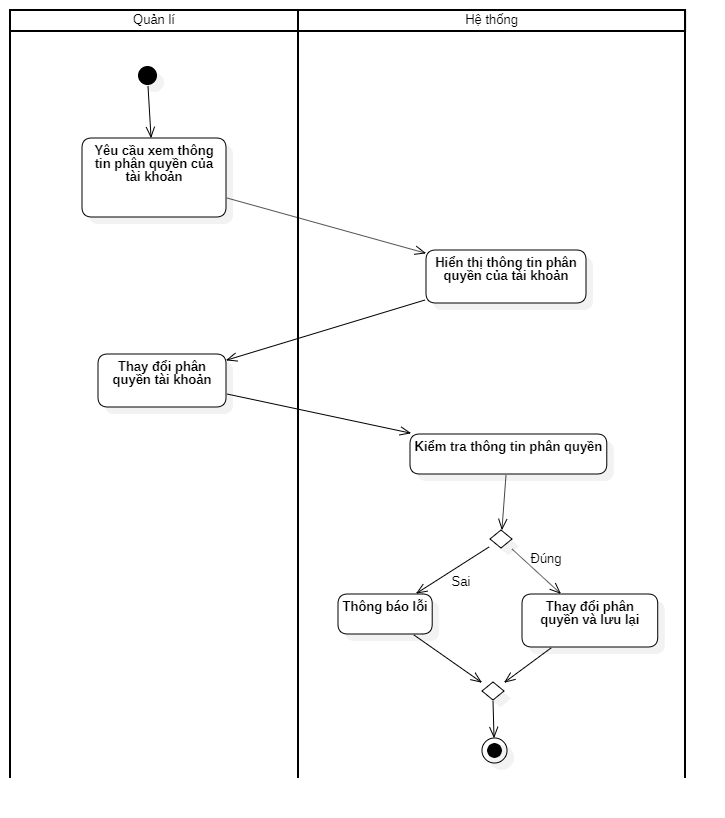 Quản lí
Hệ thống
Yêu cầu xem thông
tin phân quyền của
tài khoản
Hiển thị thông tin phân
quyền của tài khoản
Thay đổi phân
quyền tài khoản
Kiểm tra thông tin phân quyền
Đúng
Sai
Thông báo lỗi
Thay đổi phân
quyền và lưu lại